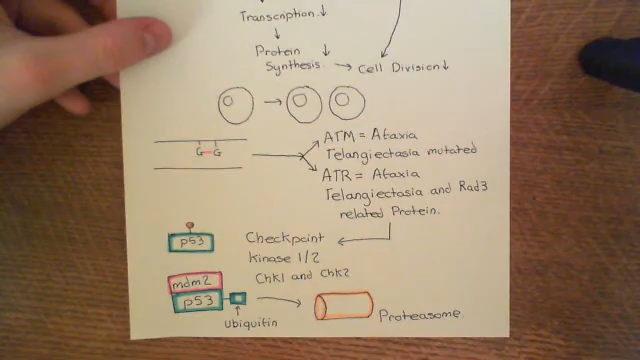 Transcription ↓
↓
Protein ↓
Synthesis. → Cell Division ↓
G-G
ATM = Ataxia
Telangiectasia mutated
ATR = Ataxia
Telangiectasia and Rad3
related Protein.
p53
Checkpoint
Kinase 1/2
Chk1 and Chk2
mdm2
p53
Ubiquitin
Proteasome.